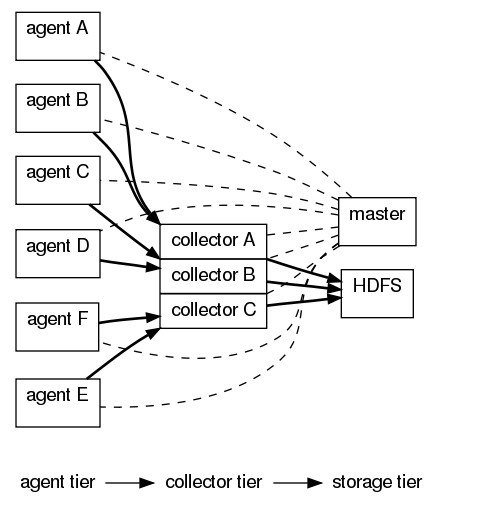 agent A
agent B
agent C
agent D
agent F
agent E
collector A
collector B
collector C
master
HDFS
agent tier
collector tier
storage tier